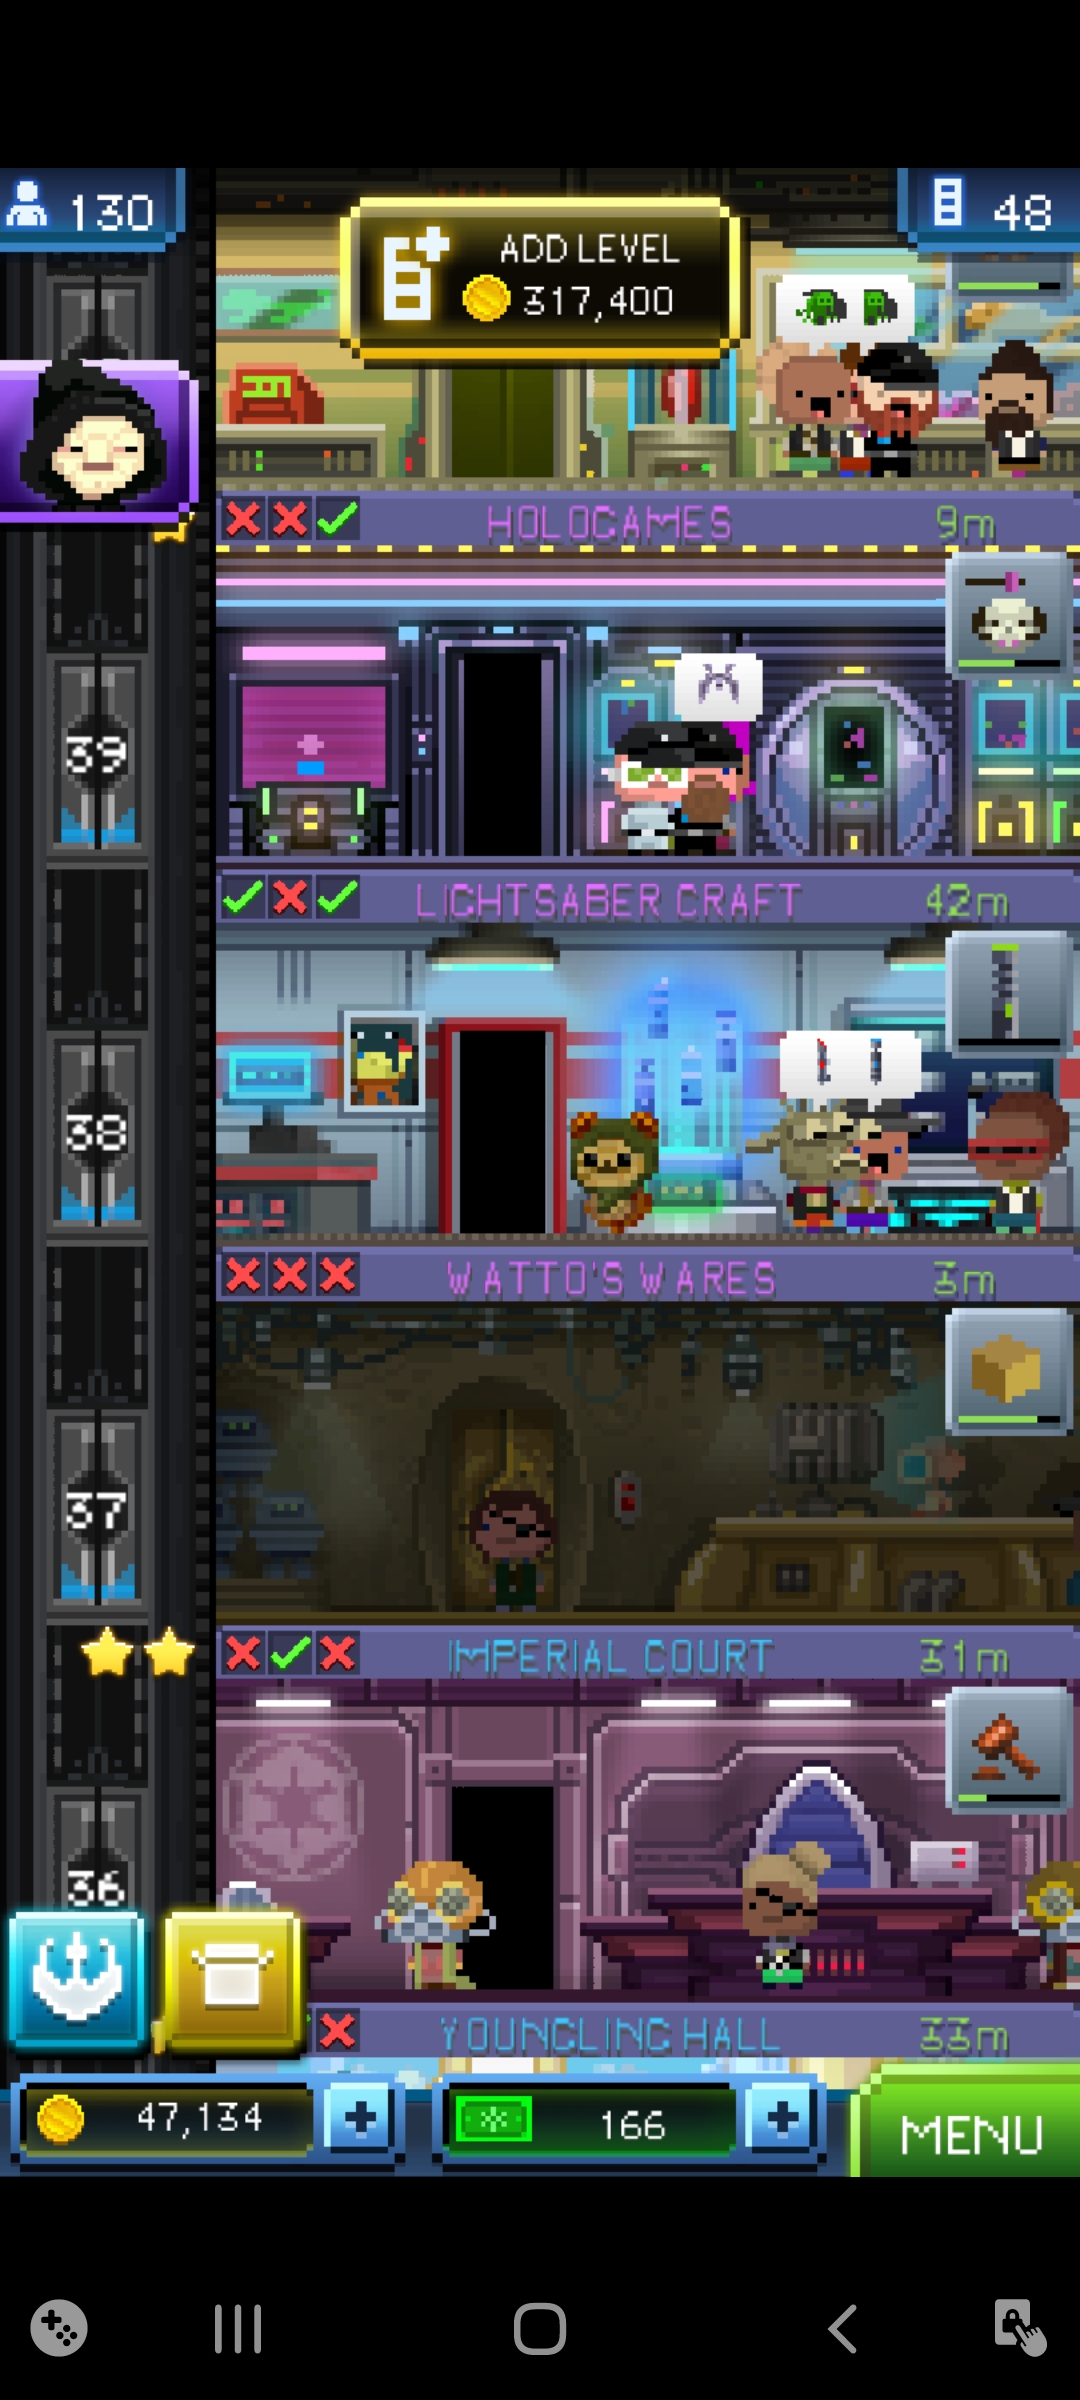 130
48
ADD LEVEL
317,400
HOLOGAMES 9m
39
LIGHTSABER CRAFT 42m
38
WATTO'S WARES 3m
37
IMPERIAL COURT 31m
36
YOUNGLING HALL 33m
47,134
166
MENU